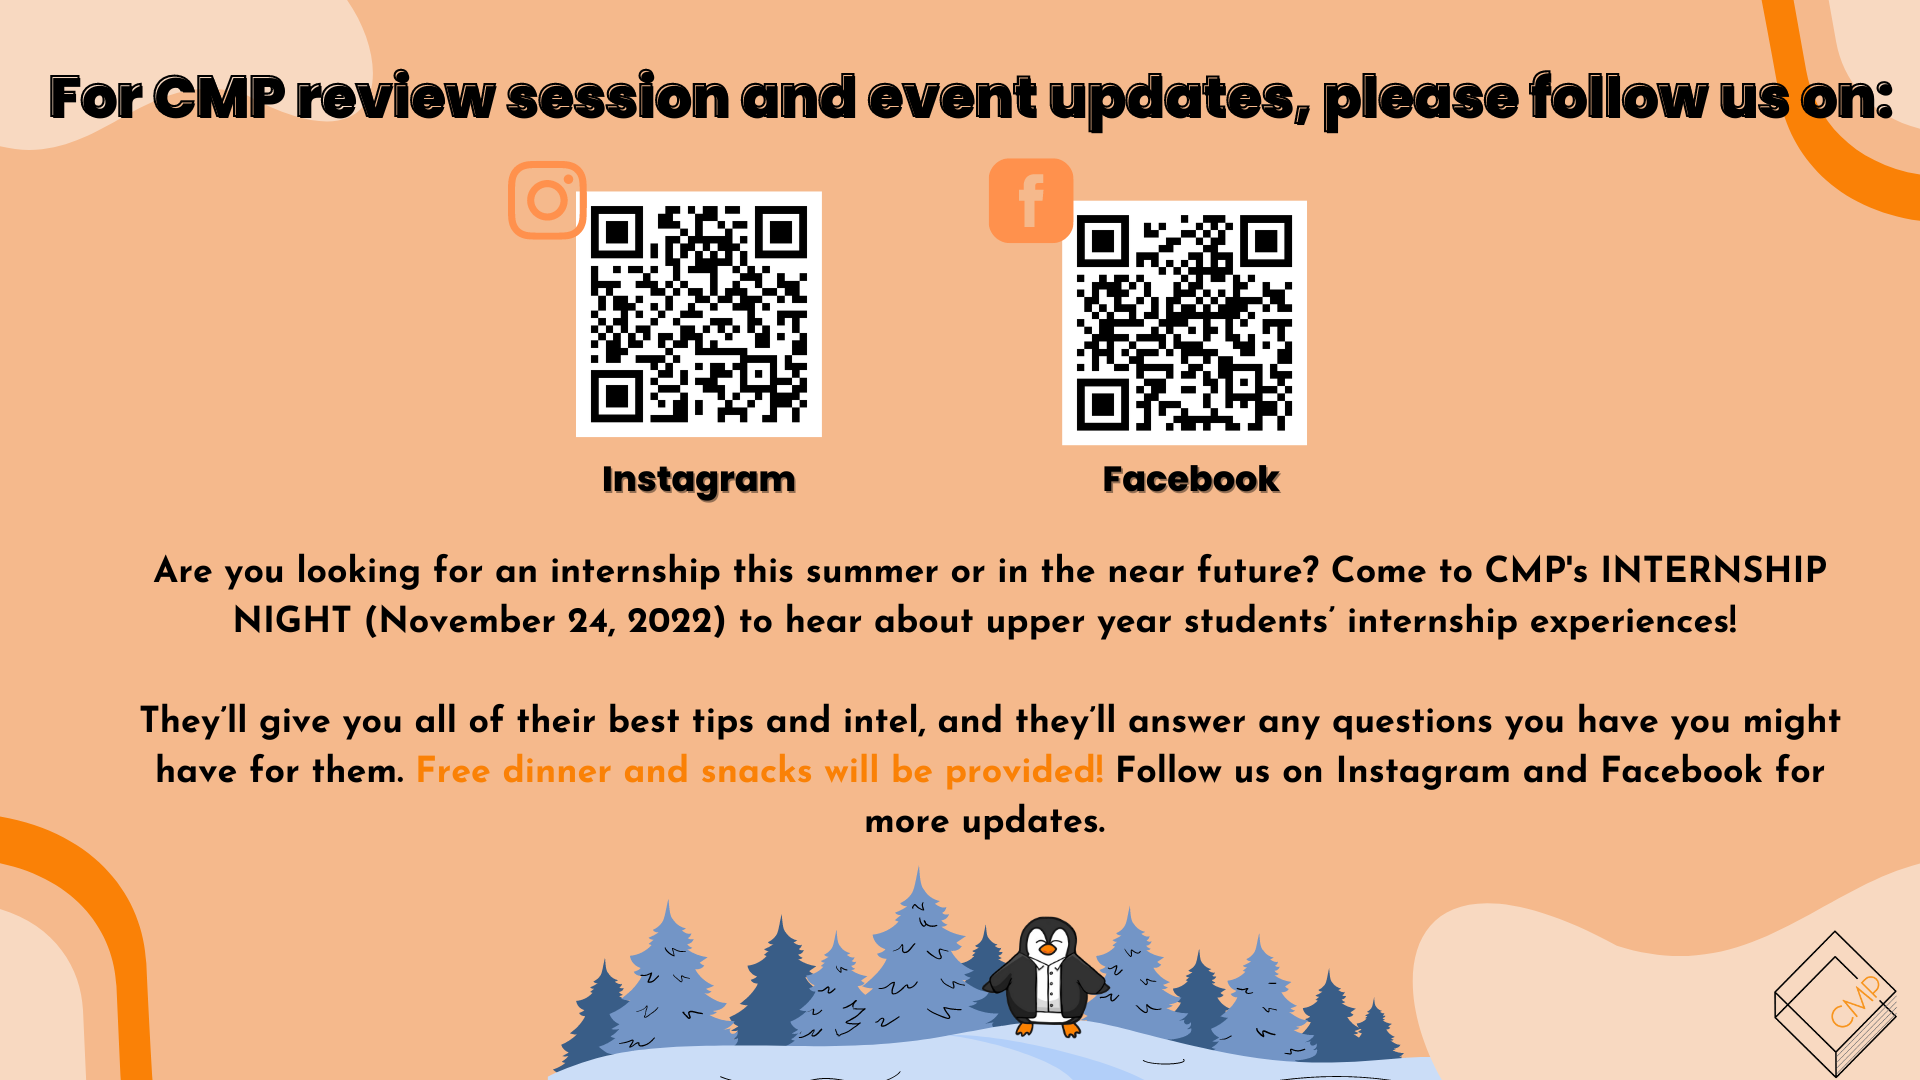 For CMP review session and event updates, please follow us on:
Instagram
Facebook
Are you looking for an internship this summer or in the near future? Come to CMP's INTERNSHIP
NIGHT (November 24, 2022) to hear about upper year students’ internship experiences!
They’ll give you all of their best tips and intel, and they’ll answer any questions you have you might
have for them. Free dinner and snacks will be provided! Follow us on Instagram and Facebook for
more updates.
CMP